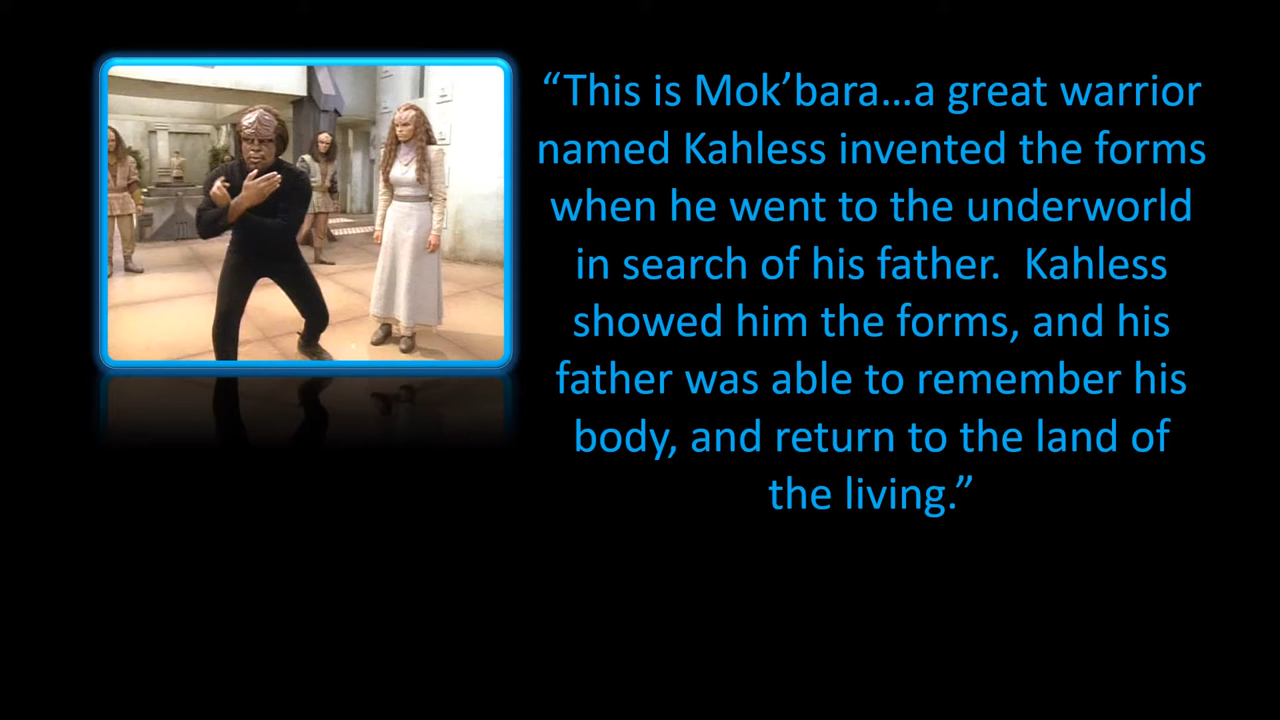 “This is Mok’bara…a great warrior
named Kahless invented the forms
when he went to the underworld
in search of his father.  Kahless
showed him the forms, and his
father was able to remember his
body, and return to the land of
the living.”